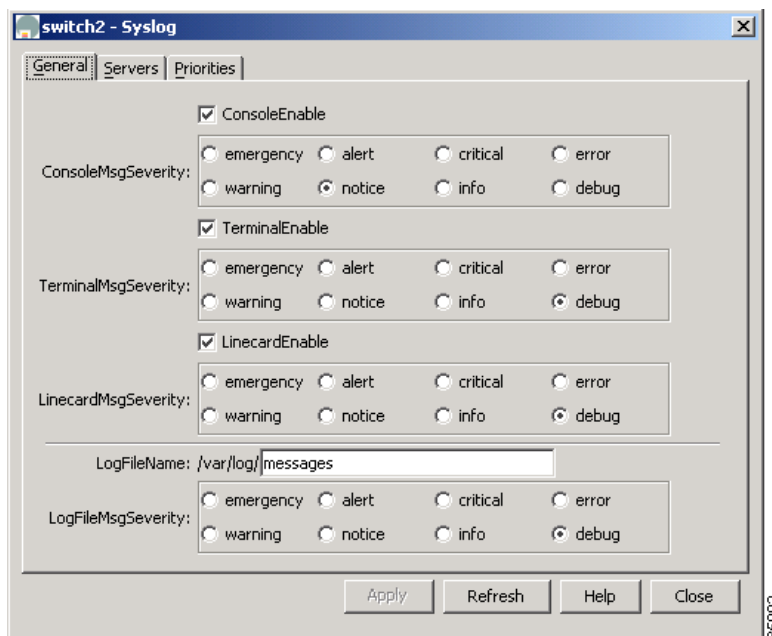 switch2 - Syslog
General Servers Priorities
ConsoleEnable
ConsoleMsgSeverity:
emergency alert critical error
warning notice info debug
TerminalEnable
TerminalMsgSeverity:
emergency alert critical error
warning notice info debug
LinecardEnable
LinecardMsgSeverity:
emergency alert critical error
warning notice info debug
LogFileName: /var/log/ messages
LogFileMsgSeverity:
emergency alert critical error
warning notice info debug
Apply Refresh Help Close